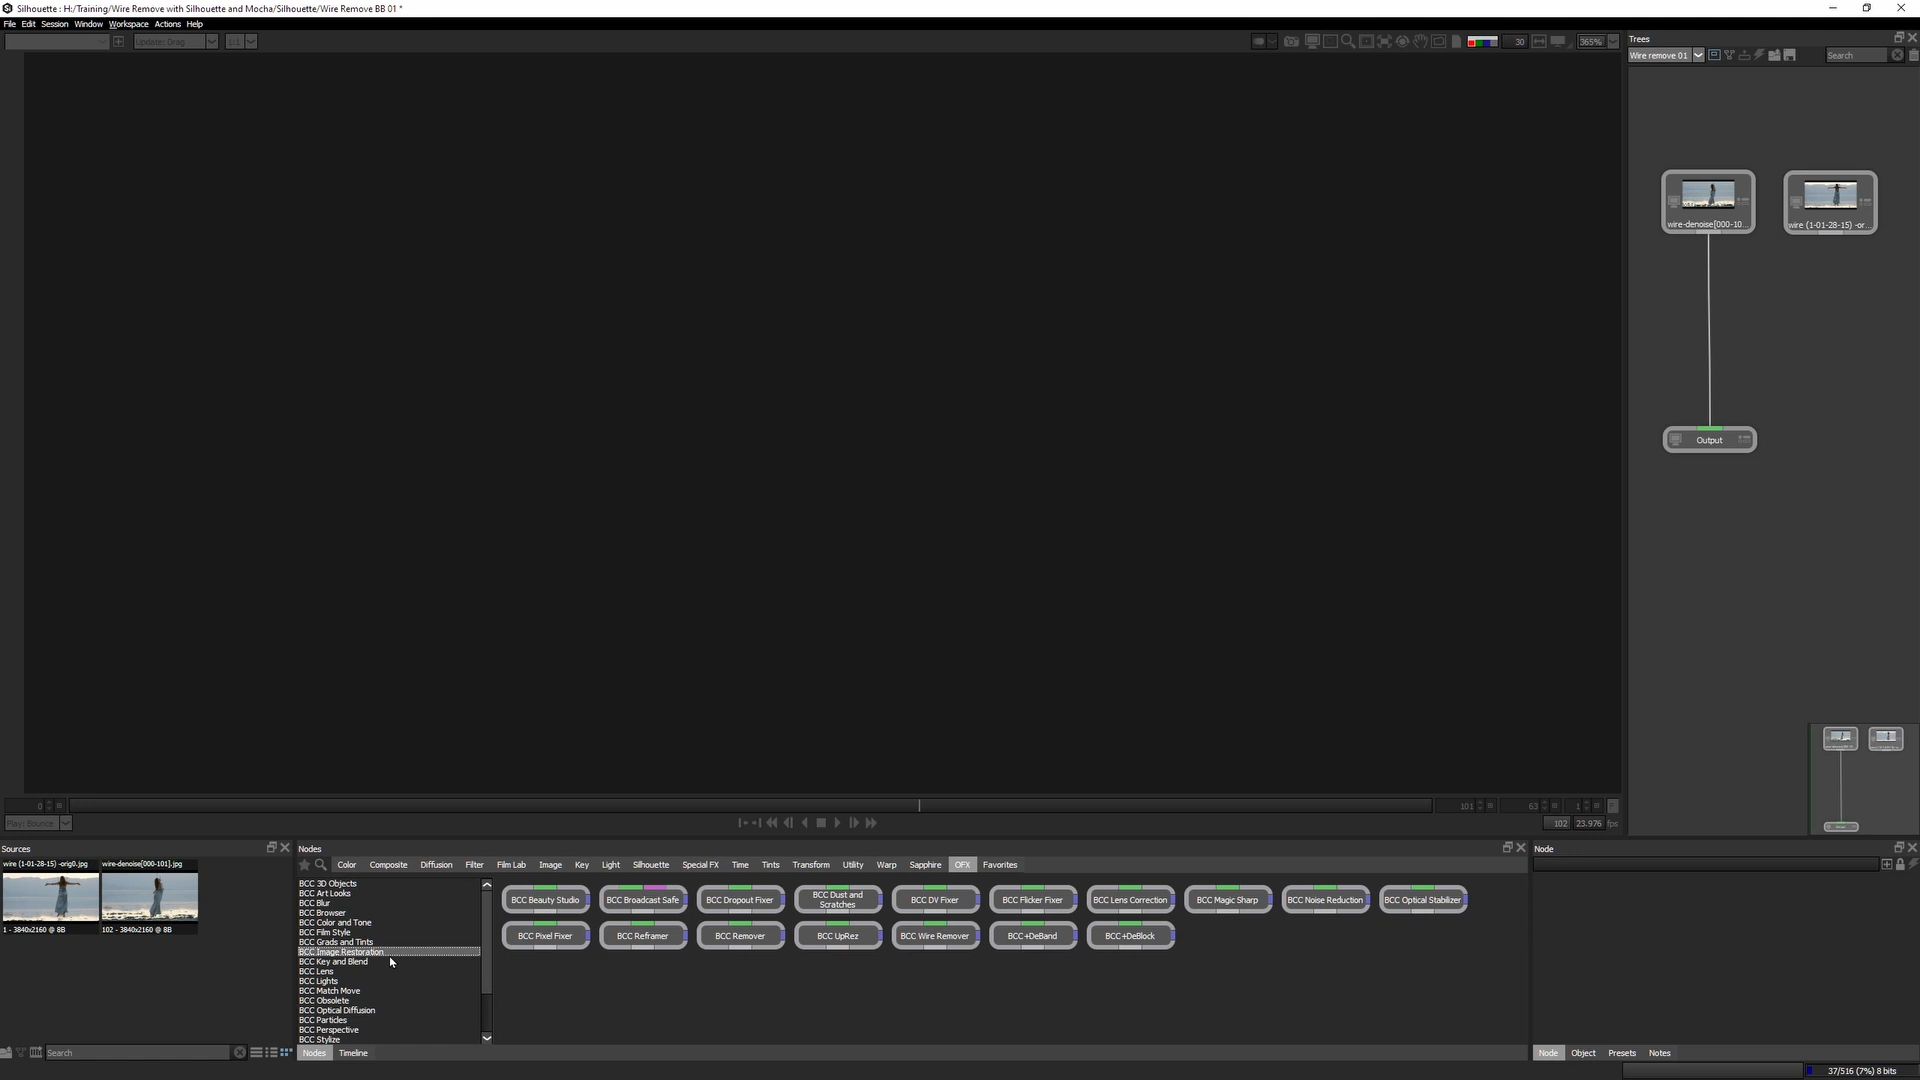 Silhouette : H:/Training/Wire Remove with Silhouette and Mocha/Silhouette/Wire Remove BB 01 *
File Edit Session Window Workspace Actions Help
Update: Drag 1:1 30 365%
Trees
Wire remove 01 Search
wire-denoise[000-10... wire (1-01-28-15) -or...
Output
0 101 63 1
Play: Bounce 102 23.976 fps
Sources Nodes Node
wire (1-01-28-15) -orig0.jpg wire-denoise[000-101].jpg
1 - 3840x2160 @ 8B 102 - 3840x2160 @ 8B
Color Composite Diffusion Filter Film Lab Image Key Light Silhouette Special FX Time Tints Transform Utility Warp Sapphire OFX Favorites
BCC 3D Objects
BCC Art Looks
BCC Blur
BCC Browser
BCC Color and Tone
BCC Film Style
BCC Grads and Tints
BCC Image Restoration
BCC Key and Blend
BCC Lens
BCC Lights
BCC Match Move
BCC Obsolete
BCC Optical Diffusion
BCC Particles
BCC Perspective
BCC Stylize
BCC Beauty Studio BCC Broadcast Safe BCC Dropout Fixer BCC Dust and Scratches BCC DV Fixer BCC Flicker Fixer BCC Lens Correction BCC Magic Sharp BCC Noise Reduction BCC Optical Stabilizer
BCC Pixel Fixer BCC Reframer BCC Remover BCC UpRez BCC Wire Remover BCC +DeBand BCC +DeBlock
Search Nodes Timeline Node Object Presets Notes
37/516 (7%) 8 bits